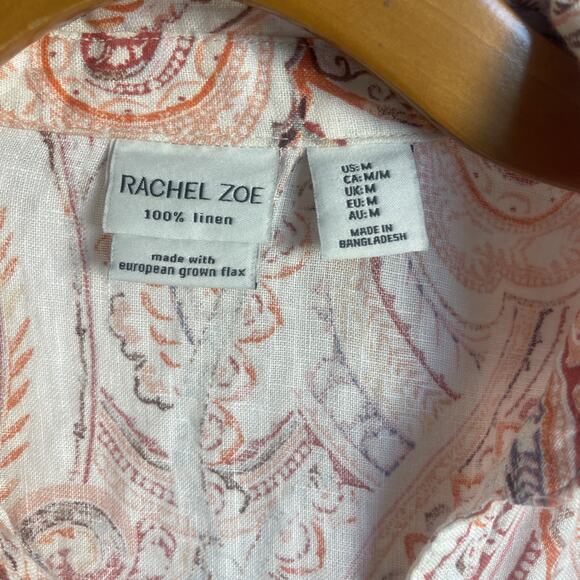 RACHEL ZOE
100% linen
made with
european grown flax
US: M
CA: M/M
UK: M
EU: M
AU: M
MADE IN
BANGLADESH